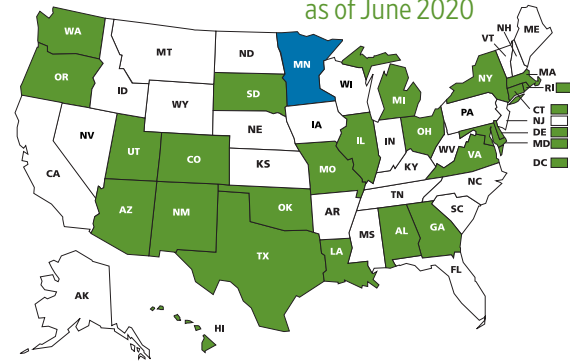 as of June 2020
WA
MT
ND
MN
VT
NH
ME
OR
ID
SD
WI
MI
NY
MA
RI
WY
IA
PA
CT
NJ
NV
NE
IL
IN
OH
DE
MD
CA
UT
CO
KS
MO
KY
WV
VA
DC
AZ
NM
OK
AR
TN
NC
SC
TX
LA
MS
AL
GA
FL
AK
HI